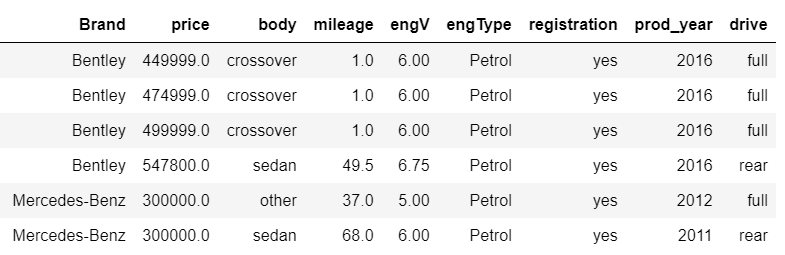 Brand price body mileage engV engType registration prod_year drive
Bentley 449999.0 crossover 1.0 6.00 Petrol yes 2016 full
Bentley 474999.0 crossover 1.0 6.00 Petrol yes 2016 full
Bentley 499999.0 crossover 1.0 6.00 Petrol yes 2016 full
Bentley 547800.0 sedan 49.5 6.75 Petrol yes 2016 rear
Mercedes-Benz 300000.0 other 37.0 5.00 Petrol yes 2012 full
Mercedes-Benz 300000.0 sedan 68.0 6.00 Petrol yes 2011 rear